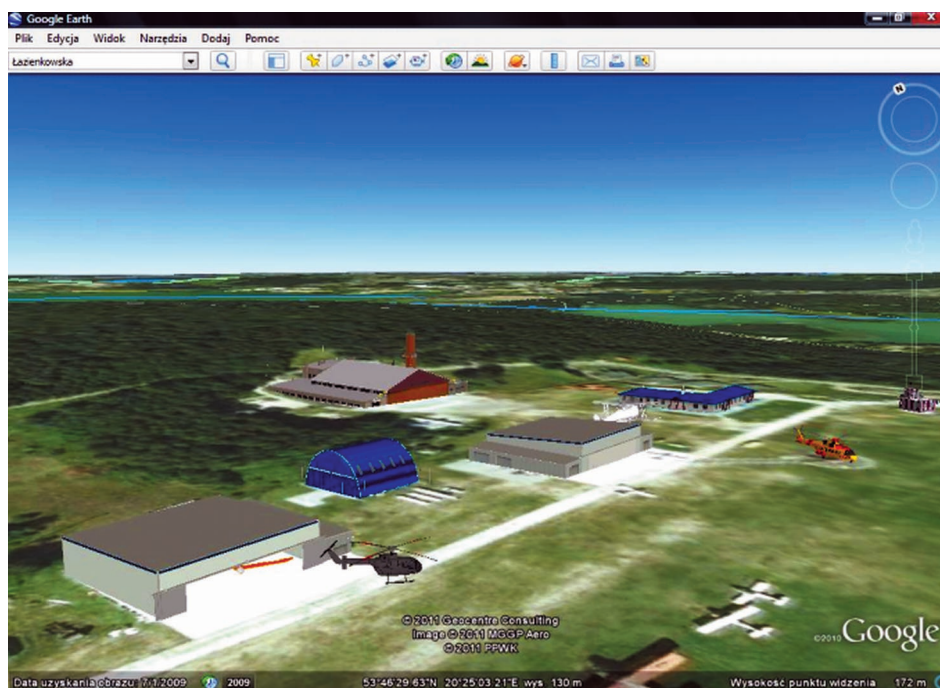 Google Earth
Plik Edycja Widok Narzędzia Dodaj Pomoc
Łazienkowska
N
© 2011 Geocentre Consulting
Image © 2011 MGGP Aero
© 2011 PPWK
©2010 Google
Data uzyskania obrazu: 7/1/2009 2009 53°46'29.63"N 20°25'03.21"E wys 130 m Wysokość punktu widzenia 172 m